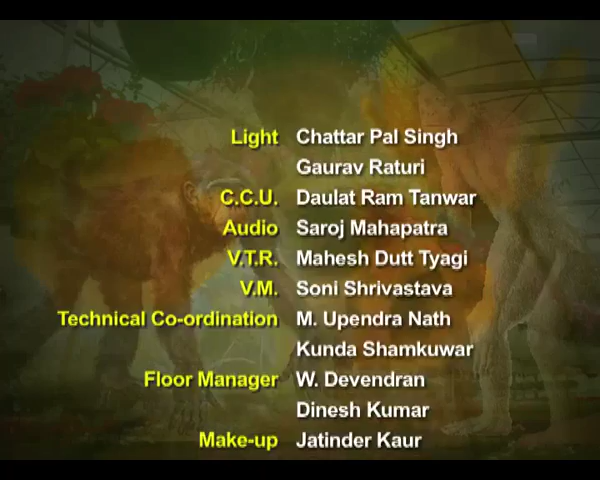 Light Chattar Pal Singh
Gaurav Raturi
C.C.U. Daulat Ram Tanwar
Audio Saroj Mahapatra
V.T.R. Mahesh Dutt Tyagi
V.M. Soni Shrivastava
Technical Co-ordination M. Upendra Nath
Kunda Shamkuwar
Floor Manager W. Devendran
Dinesh Kumar
Make-up Jatinder Kaur